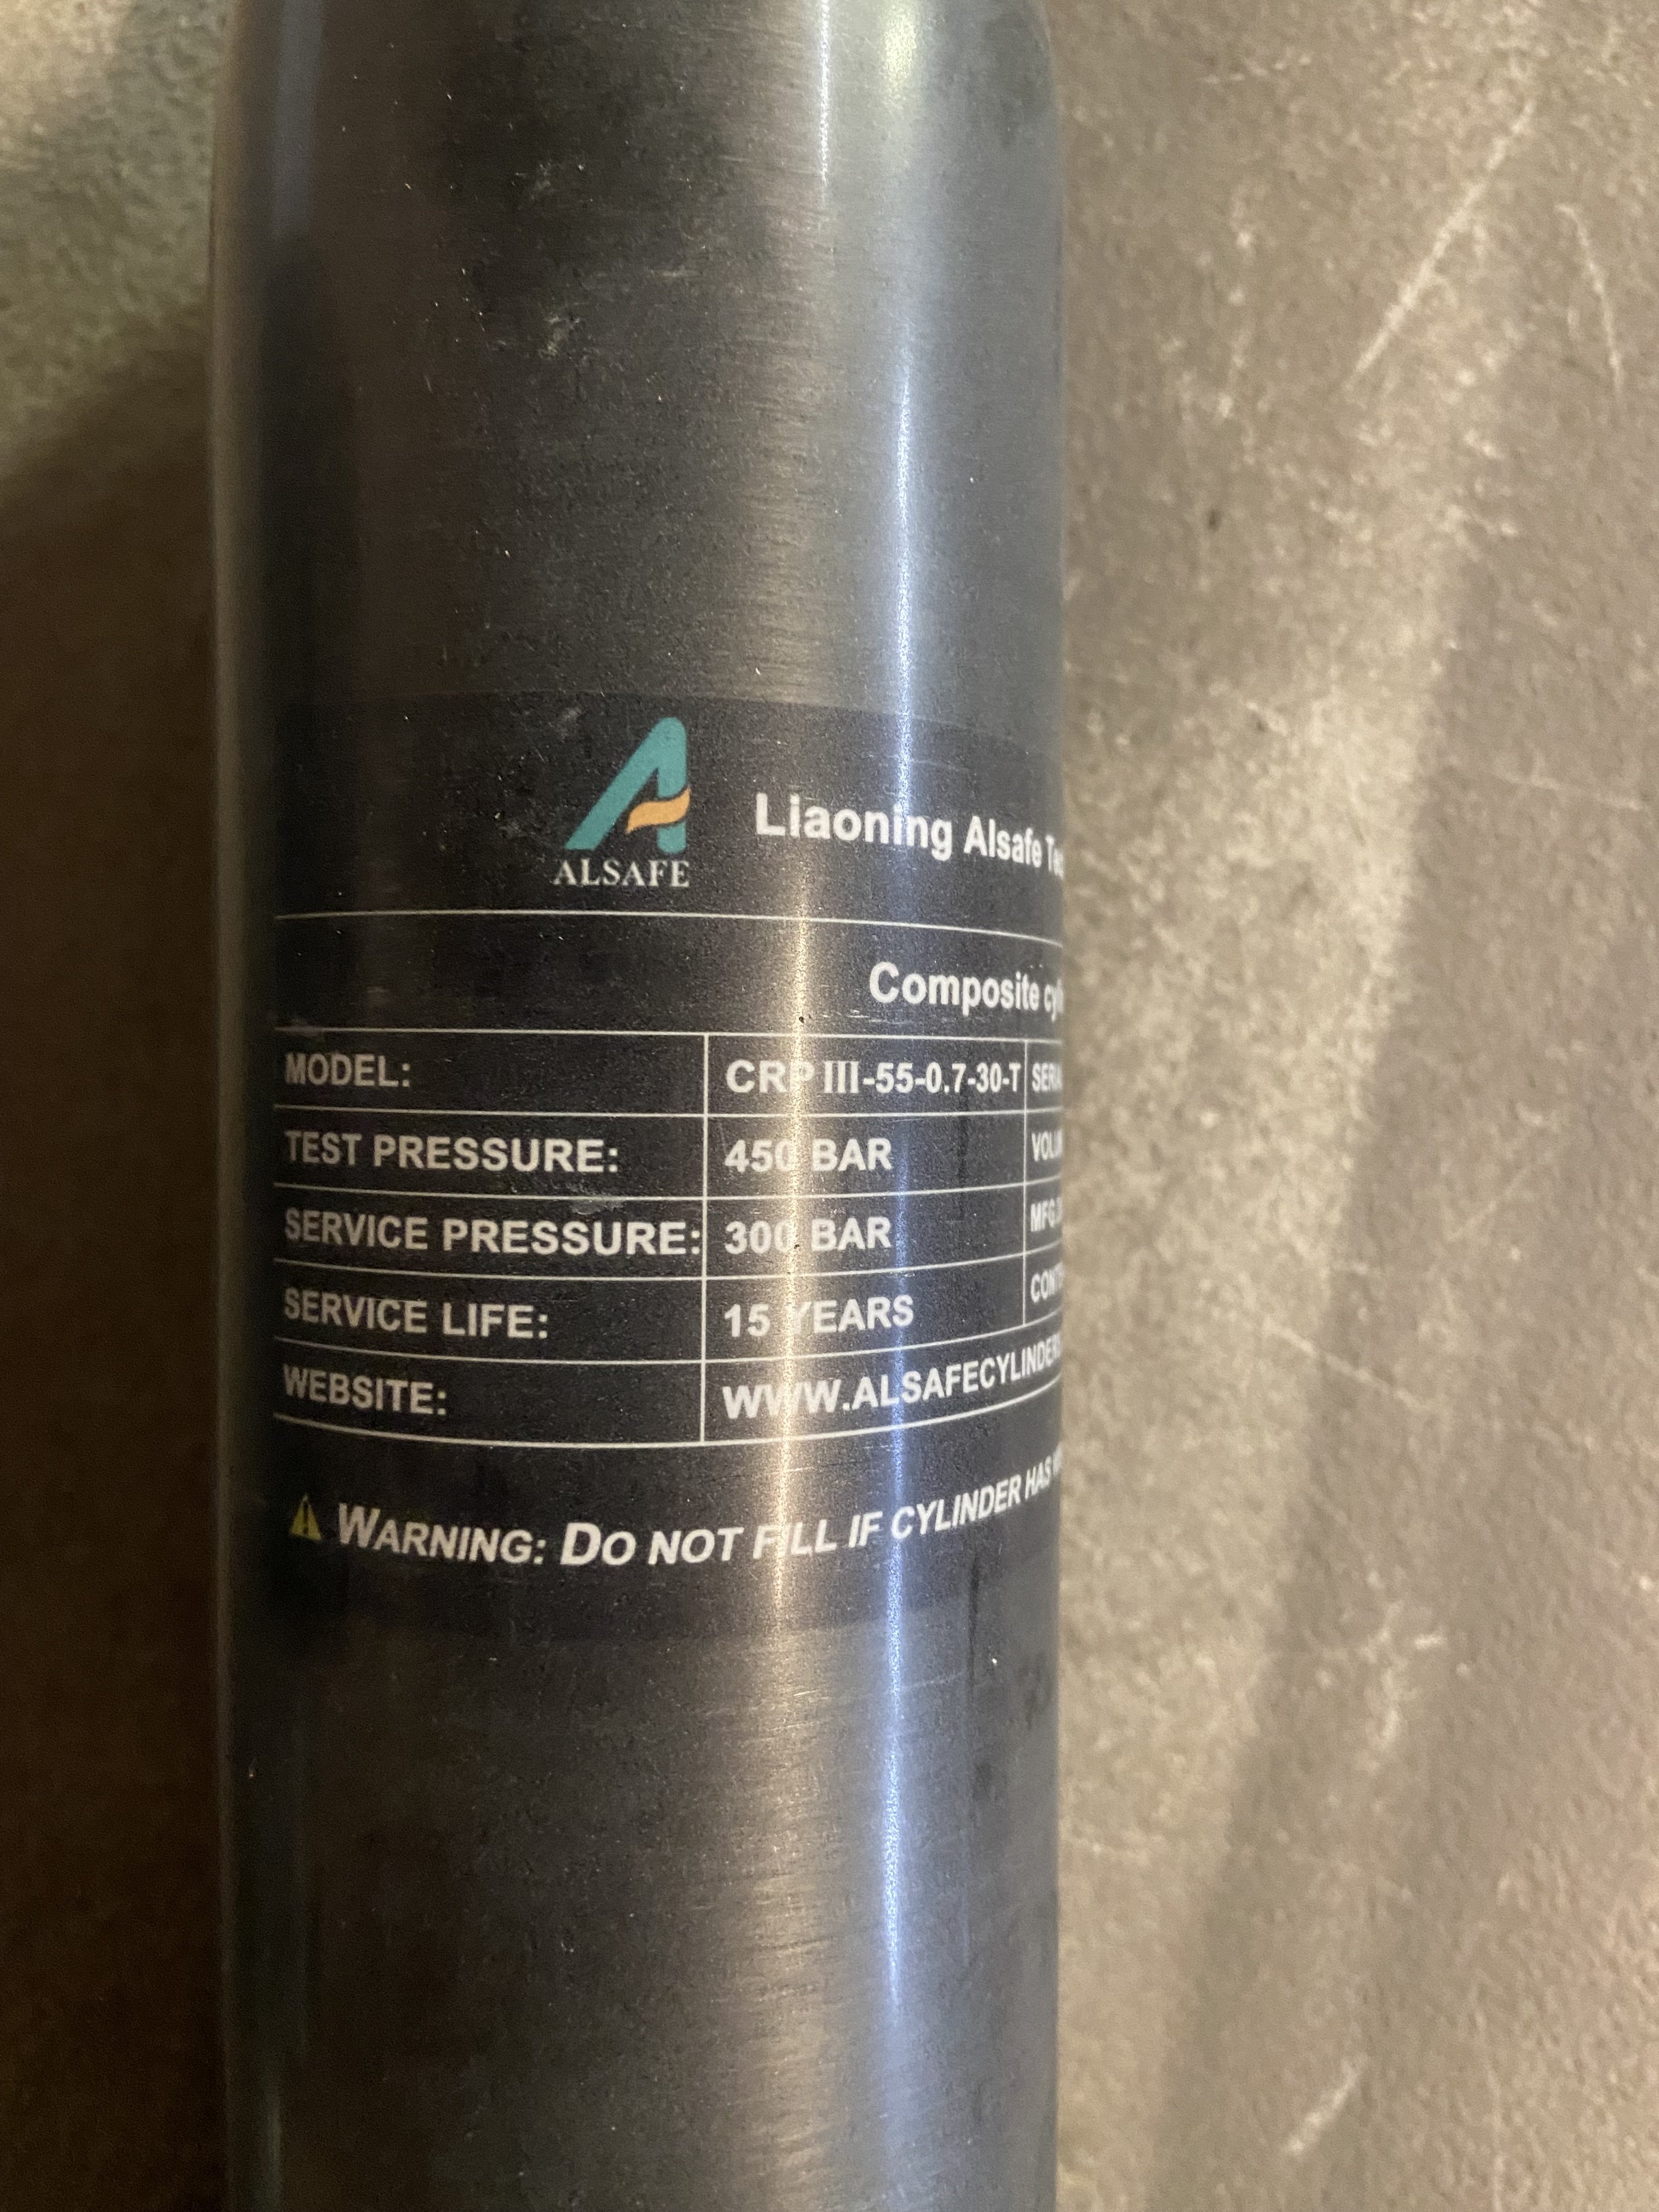 ALSAFE
Liaoning Alsafe
Composite
MODEL: CRP III-55-0.7-30-T
TEST PRESSURE: 450 BAR
SERVICE PRESSURE: 300 BAR
SERVICE LIFE: 15 YEARS
WEBSITE: WWW.ALSAFECYLINDER
WARNING: DO NOT FILL IF CYLINDER HAS